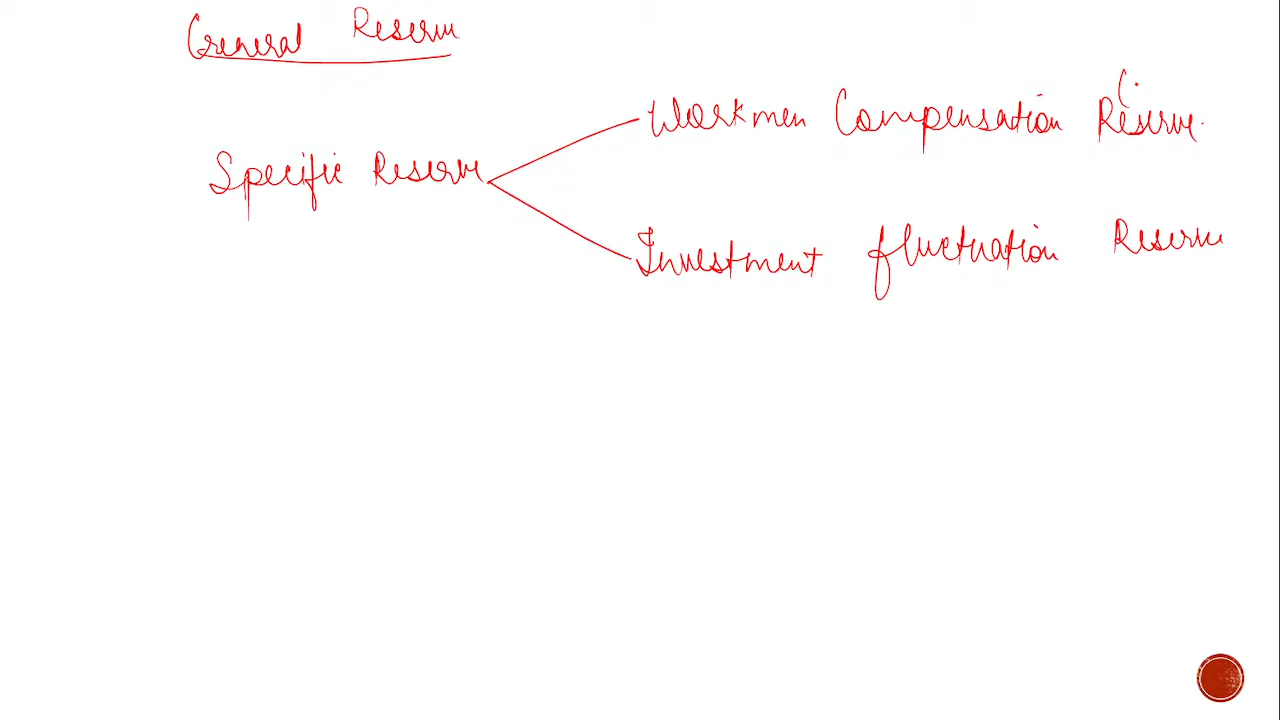 General Reserve
Workmen Compensation Reserve.
Specific Reserve
Investment fluctuation Reserve